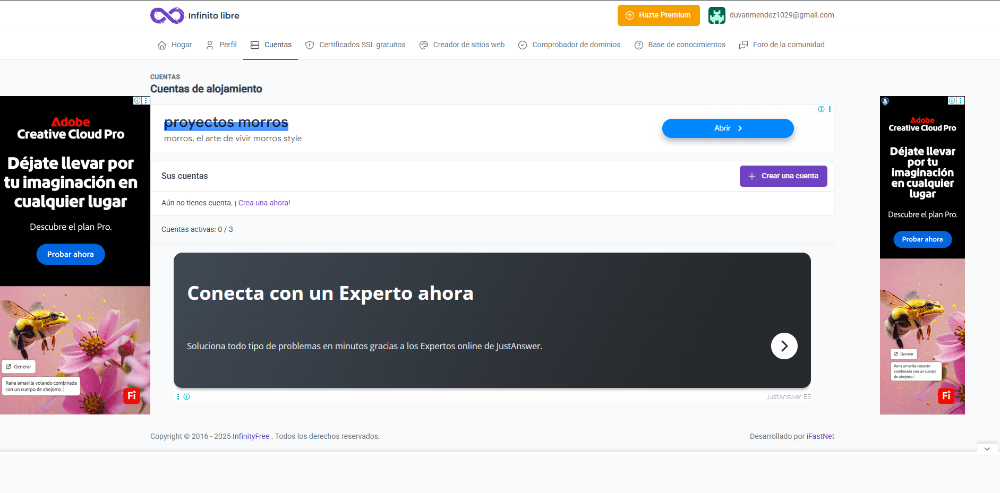 Infinito libre
Hazte Premium
duvanmendez1029@gmail.com
Hogar
Perfil
Cuentas
Certificados SSL gratuitos
Creador de sitios web
Comprobador de dominios
Base de conocimientos
Foro de la comunidad
CUENTAS
Cuentas de alojamiento
Adobe
Creative Cloud Pro
Déjate llevar por
tu imaginación en
cualquier lugar
Descubre el plan Pro.
Probar ahora
Generar
Rana amarilla volando combinada
con un cuerpo de abejorro.
Fi
proyectos morros
morros, el arte de vivir morros style
Abrir
Sus cuentas
Crear una cuenta
Aún no tienes cuenta. ¡ Crea una ahora!
Cuentas activas: 0 / 3
Conecta con un Experto ahora
Soluciona todo tipo de problemas en minutos gracias a los Expertos online de JustAnswer.
JustAnswer ES
Adobe
Creative Cloud Pro
Déjate llevar
por tu
imaginación
en cualquier
lugar
Descubre el plan Pro.
Probar ahora
Generar
Rana amarilla volando
combinada con un cuerpo
de abejorro.
Fi
Copyright © 2016 - 2025 InfinityFree . Todos los derechos reservados.
Desarrollado por iFastNet